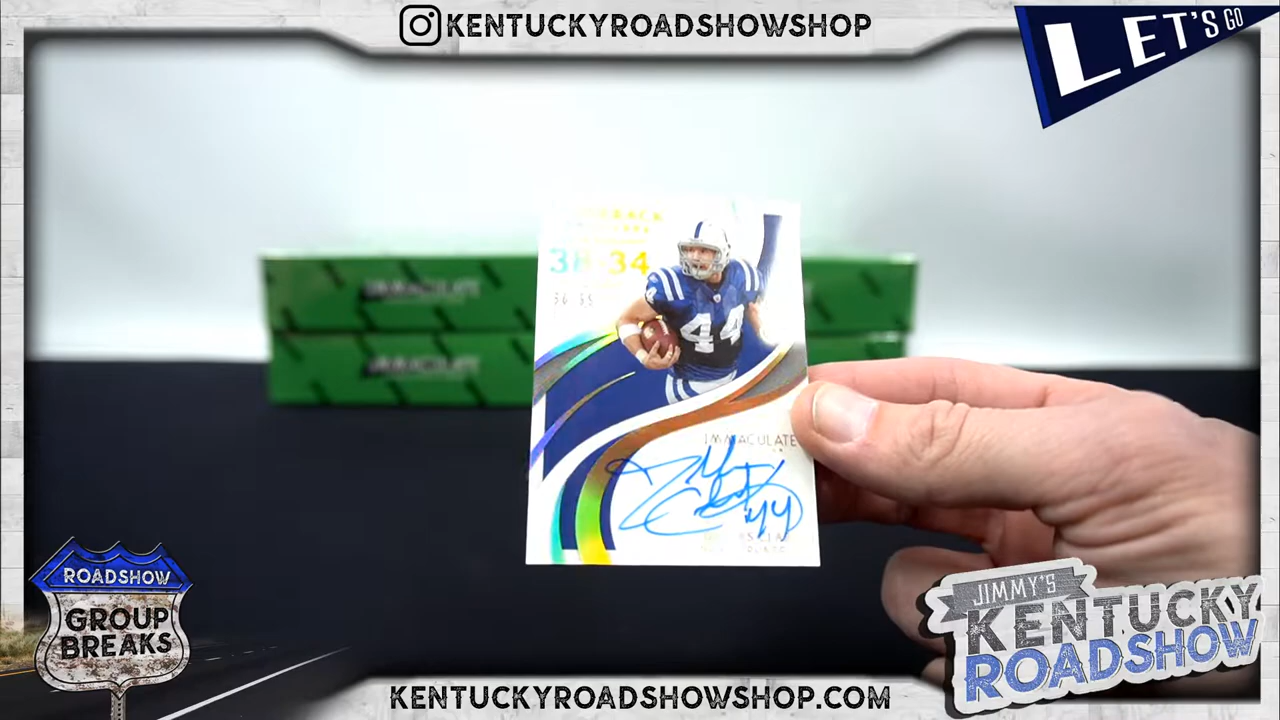 KENTUCKYROADSHOWSHOP
LET'S GO
38 34
IMMACULATE
IMMACULATE
IMMACULATE
44
44
ROADSHOW
GROUP
BREAKS
JIMMY'S
KENTUCKY
ROADSHOW
KENTUCKYROADSHOWSHOP.COM